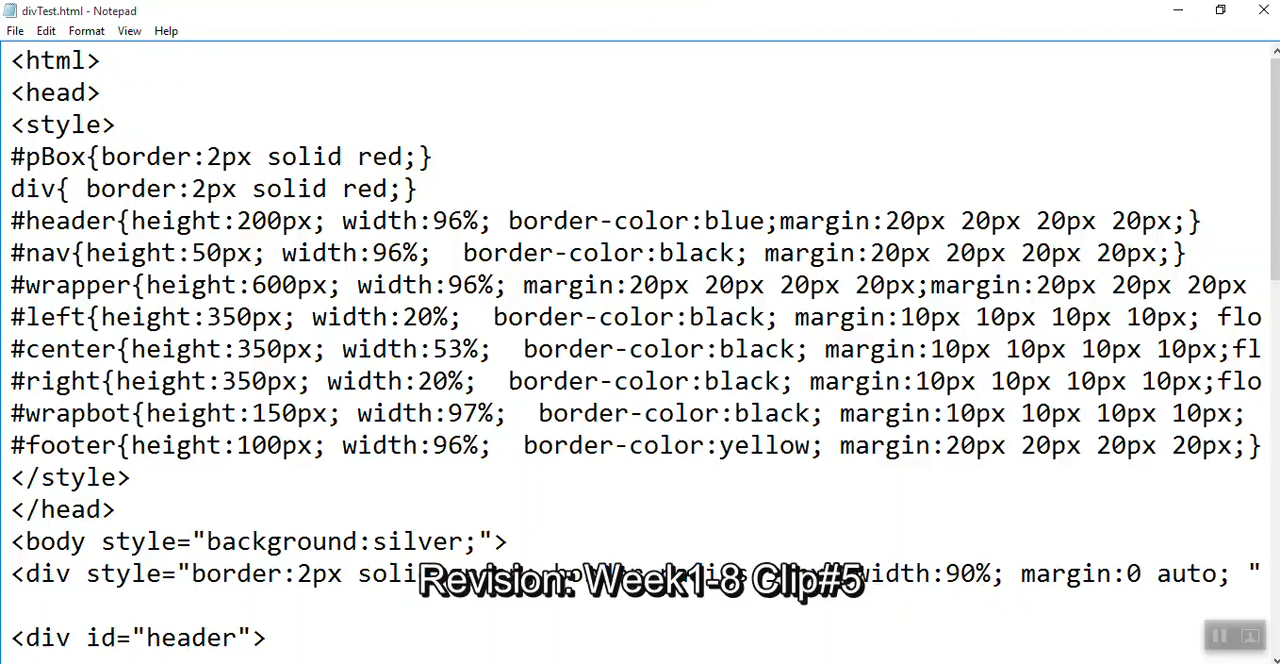 divTest.html - Notepad
File Edit Format View Help
<html>
<head>
<style>
#pBox{border:2px solid red;}
div{ border:2px solid red;}
#header{height:200px; width:96%; border-color:blue;margin:20px 20px 20px 20px;}
#nav{height:50px; width:96%;  border-color:black; margin:20px 20px 20px 20px;}
#wrapper{height:600px; width:96%; margin:20px 20px 20px 20px;margin:20px 20px 20px
#left{height:350px; width:20%;  border-color:black; margin:10px 10px 10px 10px; flo
#center{height:350px; width:53%;  border-color:black; margin:10px 10px 10px 10px;fl
#right{height:350px; width:20%;  border-color:black; margin:10px 10px 10px 10px;flo
#wrapbot{height:150px; width:97%;  border-color:black; margin:10px 10px 10px 10px;
#footer{height:100px; width:96%;  border-color:yellow; margin:20px 20px 20px 20px;}
</style>
</head>
<body style="background:silver;">
<div style="border:2px soli width:90%; margin:0 auto; "
Revision: Week1-8 Clip#5
<div id="header">